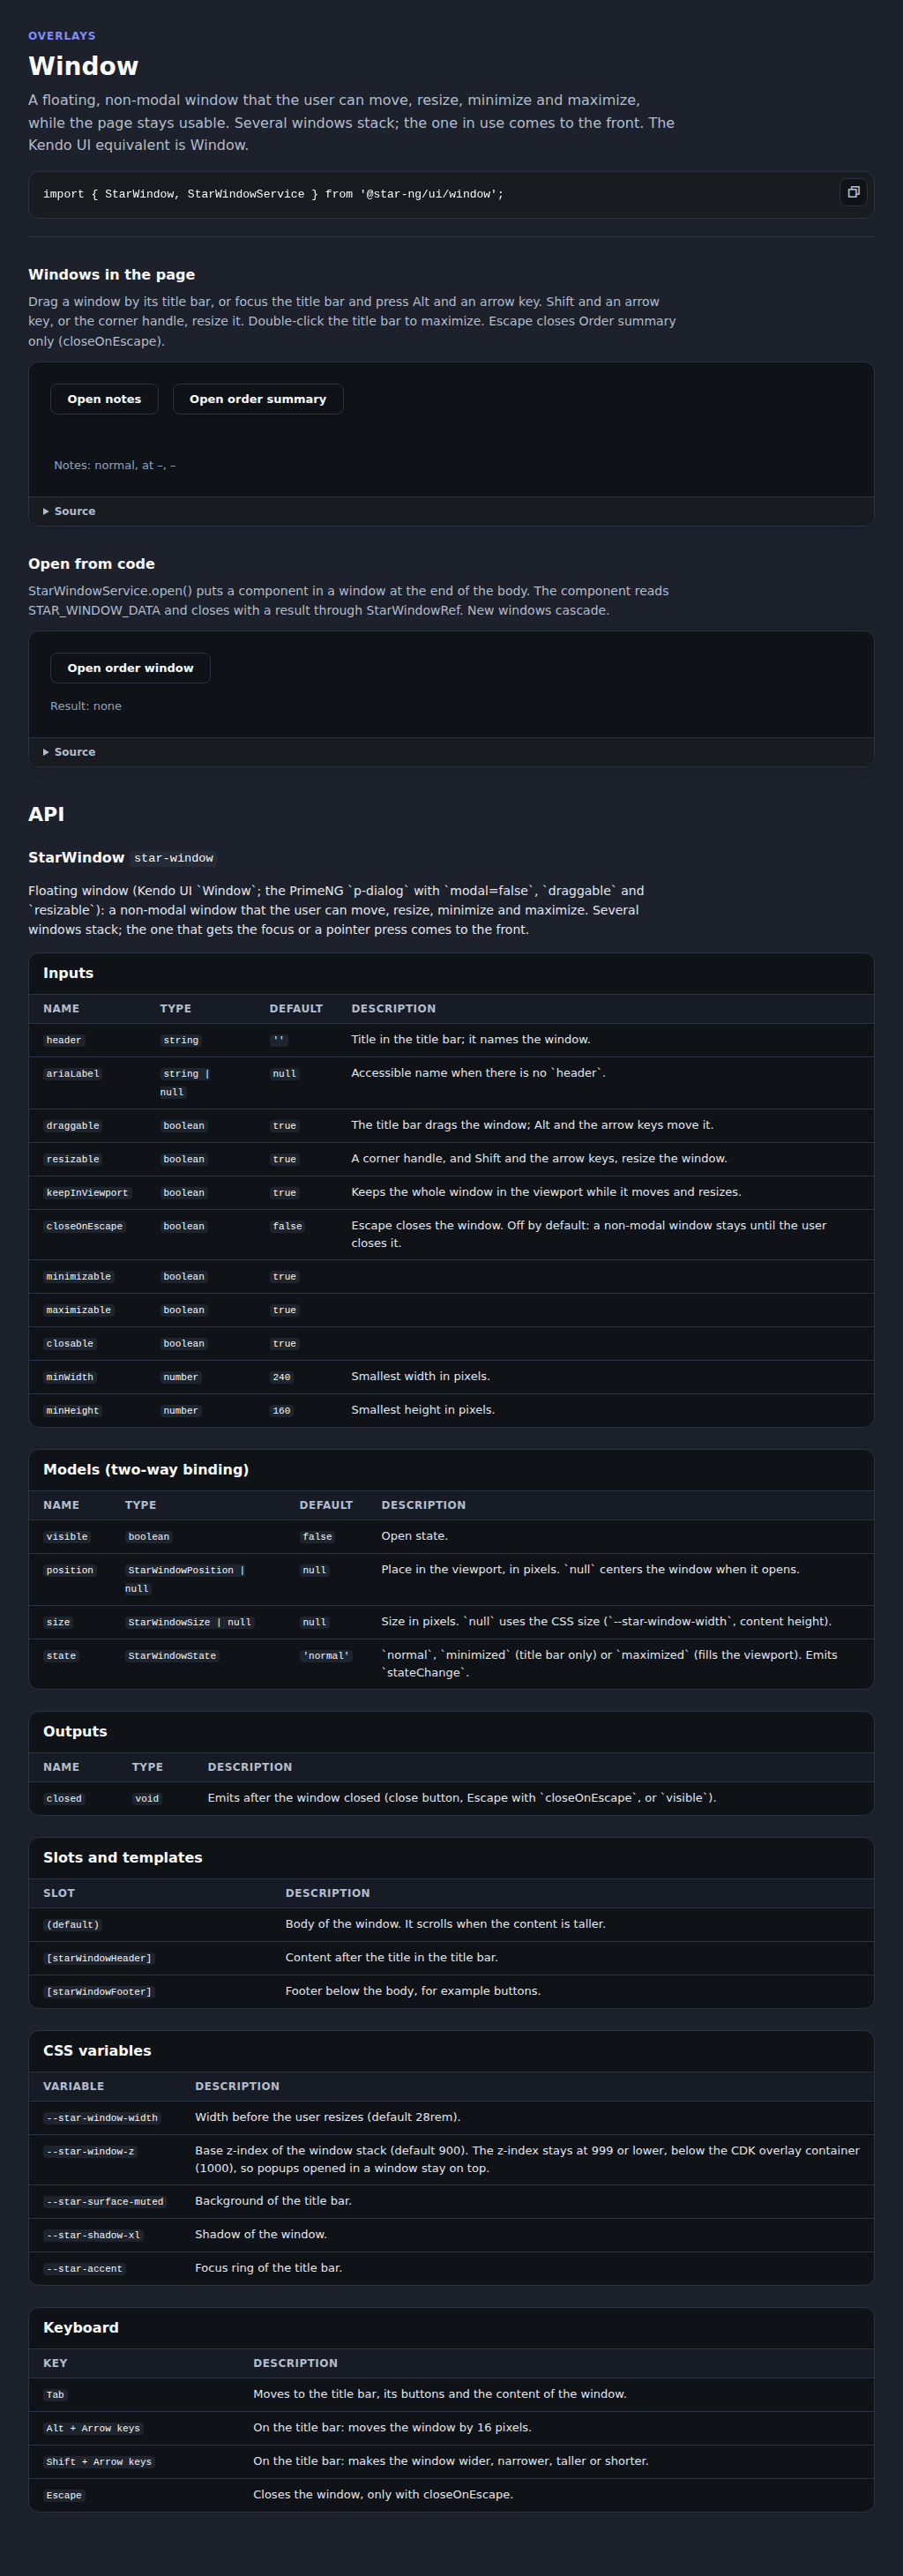 OVERLAYS
Window
A floating, non-modal window that the user can move, resize, minimize and maximize,
while the page stays usable. Several windows stack; the one in use comes to the front. The
Kendo UI equivalent is Window.
import { StarWindow, StarWindowService } from '@star-ng/ui/window';
Windows in the page
Drag a window by its title bar, or focus the title bar and press Alt and an arrow key. Shift and an arrow
key, or the corner handle, resize it. Double-click the title bar to maximize. Escape closes Order summary
only (closeOnEscape).
Open notes Open order summary
Notes: normal, at –, –
Source
Open from code
StarWindowService.open() puts a component in a window at the end of the body. The component reads
STAR_WINDOW_DATA and closes with a result through StarWindowRef. New windows cascade.
Open order window
Result: none
Source
API
StarWindow star-window
Floating window (Kendo UI `Window`; the PrimeNG `p-dialog` with `modal=false`, `draggable` and
`resizable`): a non-modal window that the user can move, resize, minimize and maximize. Several
windows stack; the one that gets the focus or a pointer press comes to the front.
Inputs
NAME TYPE DEFAULT DESCRIPTION
header string '' Title in the title bar; it names the window.
ariaLabel string | null null Accessible name when there is no `header`.
draggable boolean true The title bar drags the window; Alt and the arrow keys move it.
resizable boolean true A corner handle, and Shift and the arrow keys, resize the window.
keepInViewport boolean true Keeps the whole window in the viewport while it moves and resizes.
closeOnEscape boolean false Escape closes the window. Off by default: a non-modal window stays until the user
closes it.
minimizable boolean true
maximizable boolean true
closable boolean true
minWidth number 240 Smallest width in pixels.
minHeight number 160 Smallest height in pixels.
Models (two-way binding)
NAME TYPE DEFAULT DESCRIPTION
visible boolean false Open state.
position StarWindowPosition | null null Place in the viewport, in pixels. `null` centers the window when it opens.
size StarWindowSize | null null Size in pixels. `null` uses the CSS size (`--star-window-width`, content height).
state StarWindowState 'normal' `normal`, `minimized` (title bar only) or `maximized` (fills the viewport). Emits
`stateChange`.
Outputs
NAME TYPE DESCRIPTION
closed void Emits after the window closed (close button, Escape with `closeOnEscape`, or `visible`).
Slots and templates
SLOT DESCRIPTION
(default) Body of the window. It scrolls when the content is taller.
[starWindowHeader] Content after the title in the title bar.
[starWindowFooter] Footer below the body, for example buttons.
CSS variables
VARIABLE DESCRIPTION
--star-window-width Width before the user resizes (default 28rem).
--star-window-z Base z-index of the window stack (default 900). The z-index stays at 999 or lower, below the CDK overlay container
(1000), so popups opened in a window stay on top.
--star-surface-muted Background of the title bar.
--star-shadow-xl Shadow of the window.
--star-accent Focus ring of the title bar.
Keyboard
KEY DESCRIPTION
Tab Moves to the title bar, its buttons and the content of the window.
Alt + Arrow keys On the title bar: moves the window by 16 pixels.
Shift + Arrow keys On the title bar: makes the window wider, narrower, taller or shorter.
Escape Closes the window, only with closeOnEscape.